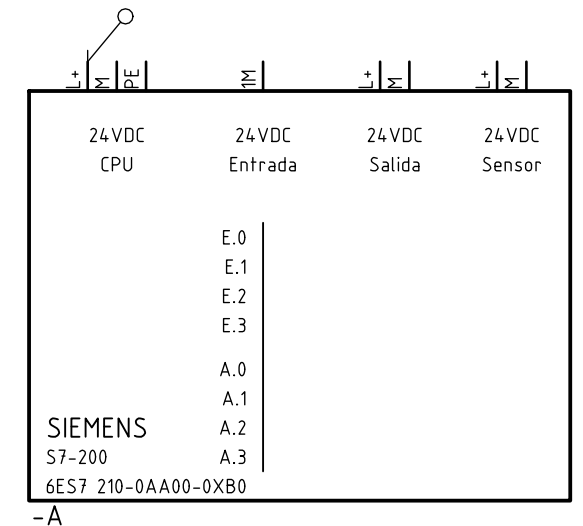 L+ M PE 1M L+ M L+ M
24VDC 24VDC 24VDC 24VDC
CPU Entrada Salida Sensor
E.0
E.1
E.2
E.3
A.0
A.1
SIEMENS A.2
S7-200 A.3
6ES7 210-0AA00-0XB0
-A